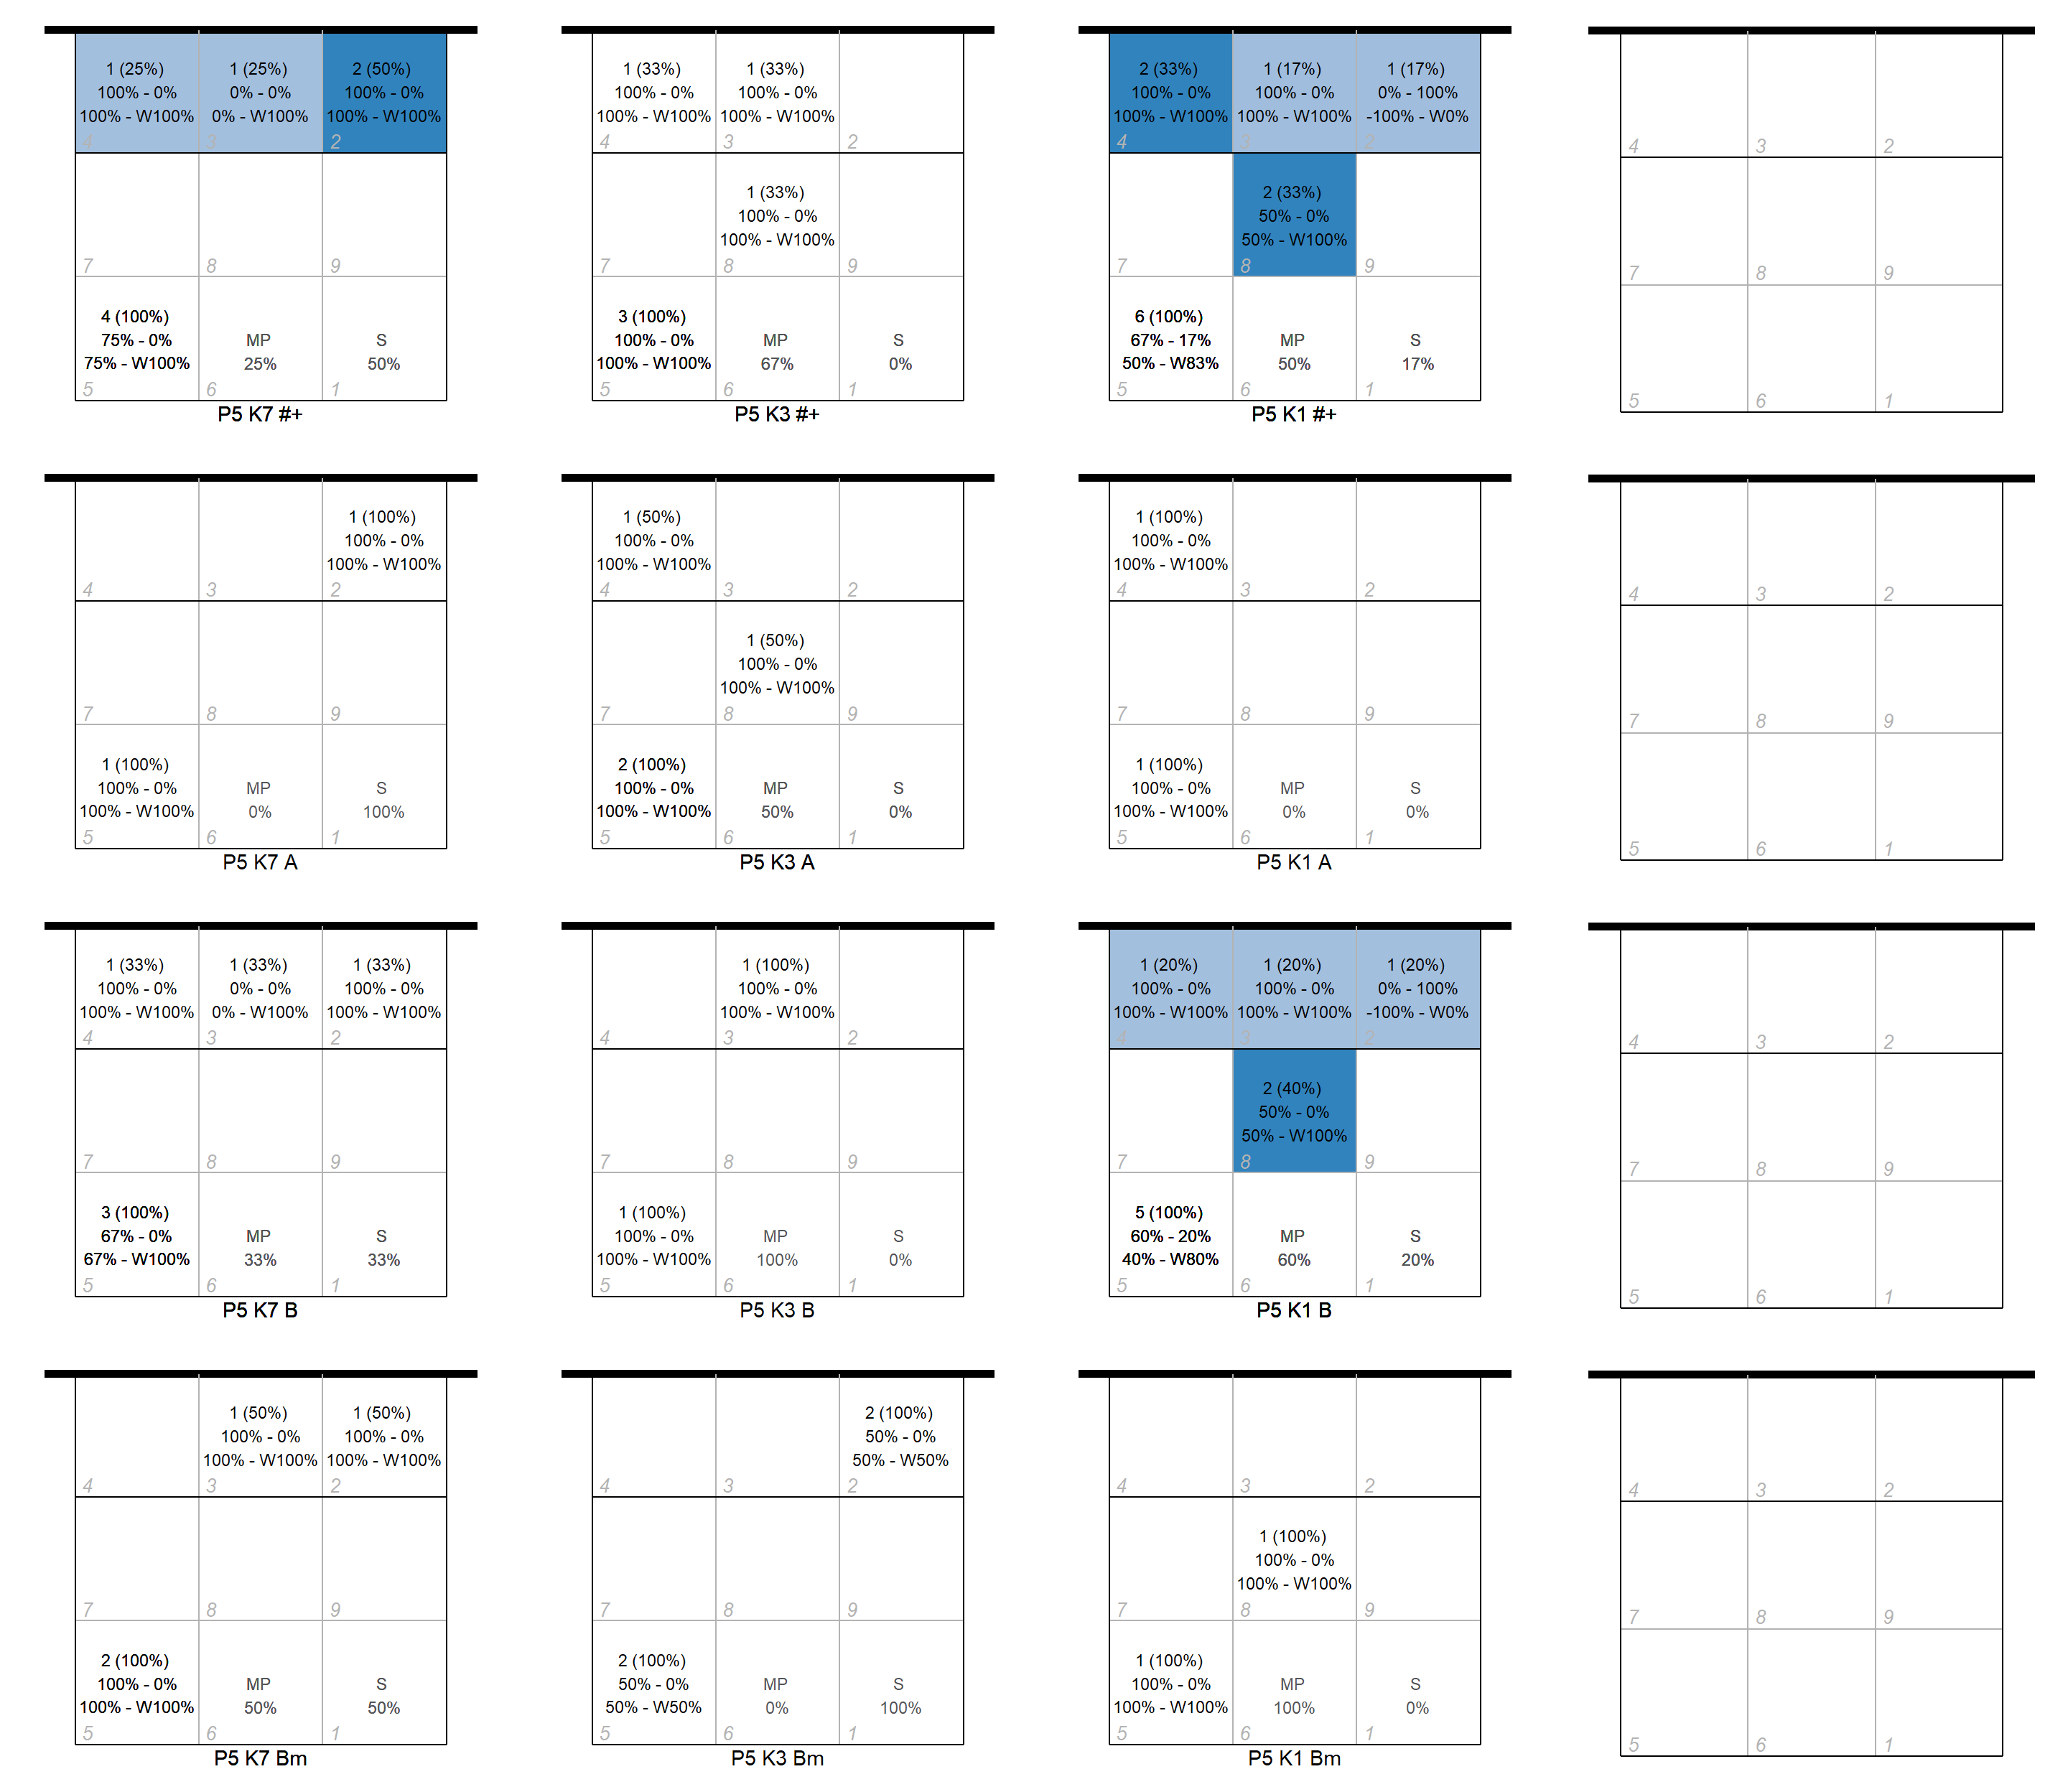 1 (25%)
100% - 0%
100% - W100%
4
1 (25%)
0% - 0%
0% - W100%
3
2 (50%)
100% - 0%
100% - W100%
2
7
8
9
4 (100%)
75% - 0%
75% - W100%
5
MP
25%
6
S
50%
1
P5 K7 #+
1 (33%)
100% - 0%
100% - W100%
4
1 (33%)
100% - 0%
100% - W100%
3
2
7
1 (33%)
100% - 0%
100% - W100%
8
9
3 (100%)
100% - 0%
100% - W100%
5
MP
67%
6
S
0%
1
P5 K3 #+
2 (33%)
100% - 0%
100% - W100%
4
1 (17%)
100% - 0%
100% - W100%
3
1 (17%)
0% - 100%
-100% - W0%
2
7
2 (33%)
50% - 0%
50% - W100%
8
9
6 (100%)
67% - 17%
50% - W83%
5
MP
50%
6
S
17%
1
P5 K1 #+
4
3
2
7
8
9
5
6
1
4
3
1 (100%)
100% - 0%
100% - W100%
2
7
8
9
1 (100%)
100% - 0%
100% - W100%
5
MP
0%
6
S
100%
1
P5 K7 A
1 (50%)
100% - 0%
100% - W100%
4
3
2
7
1 (50%)
100% - 0%
100% - W100%
8
9
2 (100%)
100% - 0%
100% - W100%
5
MP
50%
6
S
0%
1
P5 K3 A
1 (100%)
100% - 0%
100% - W100%
4
3
2
7
8
9
1 (100%)
100% - 0%
100% - W100%
5
MP
0%
6
S
0%
1
P5 K1 A
4
3
2
7
8
9
5
6
1
1 (33%)
100% - 0%
100% - W100%
4
1 (33%)
0% - 0%
0% - W100%
3
1 (33%)
100% - 0%
100% - W100%
2
7
8
9
3 (100%)
67% - 0%
67% - W100%
5
MP
33%
6
S
33%
1
P5 K7 B
4
1 (100%)
100% - 0%
100% - W100%
3
2
7
8
9
1 (100%)
100% - 0%
100% - W100%
5
MP
100%
6
S
0%
1
P5 K3 B
1 (20%)
100% - 0%
100% - W100%
4
1 (20%)
100% - 0%
100% - W100%
3
1 (20%)
0% - 100%
-100% - W0%
2
7
2 (40%)
50% - 0%
50% - W100%
8
9
5 (100%)
60% - 20%
40% - W80%
5
MP
60%
6
S
20%
1
P5 K1 B
4
3
2
7
8
9
5
6
1
4
1 (50%)
100% - 0%
100% - W100%
3
1 (50%)
100% - 0%
100% - W100%
2
7
8
9
2 (100%)
100% - 0%
100% - W100%
5
MP
50%
6
S
50%
1
P5 K7 Bm
4
3
2 (100%)
50% - 0%
50% - W50%
2
7
8
9
2 (100%)
50% - 0%
50% - W50%
5
MP
0%
6
S
100%
1
P5 K3 Bm
4
3
2
7
1 (100%)
100% - 0%
100% - W100%
8
9
1 (100%)
100% - 0%
100% - W100%
5
MP
100%
6
S
0%
1
P5 K1 Bm
4
3
2
7
8
9
5
6
1